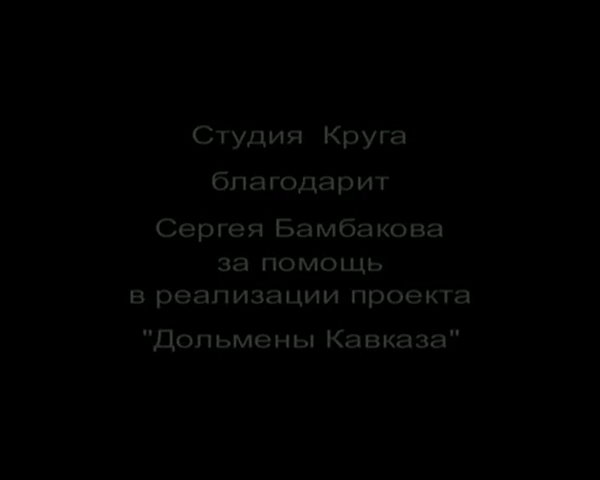 Студия Круга
благодарит
Сергея Бамбакова
за помощь
в реализации проекта
"Дольмены Кавказа"